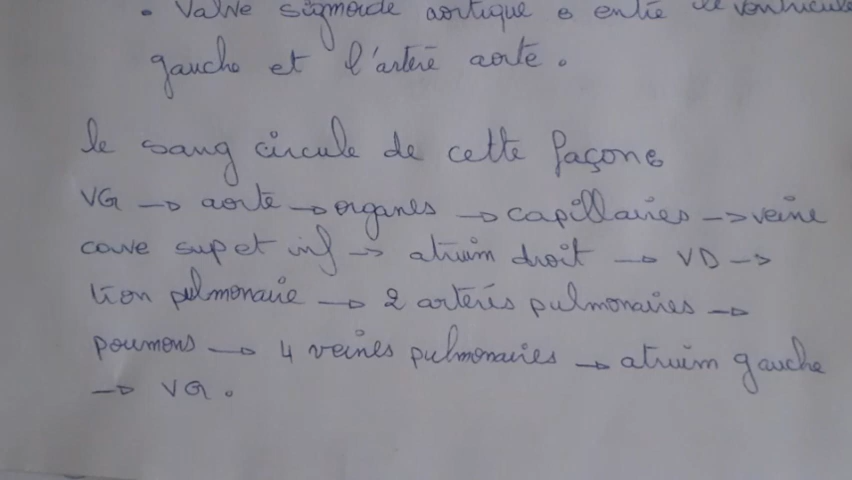 • Valve sigmoïde aortique : entre le ventricule
gauche et l'artère aorte.
le sang circule de cette façon :
VG → aorte → organes → capillaires → veine
cave sup et inf → atrium droit → VD →
tron pulmonaire → 2 artères pulmonaires →
poumons → 4 veines pulmonaires → atrium gauche
→ VG.